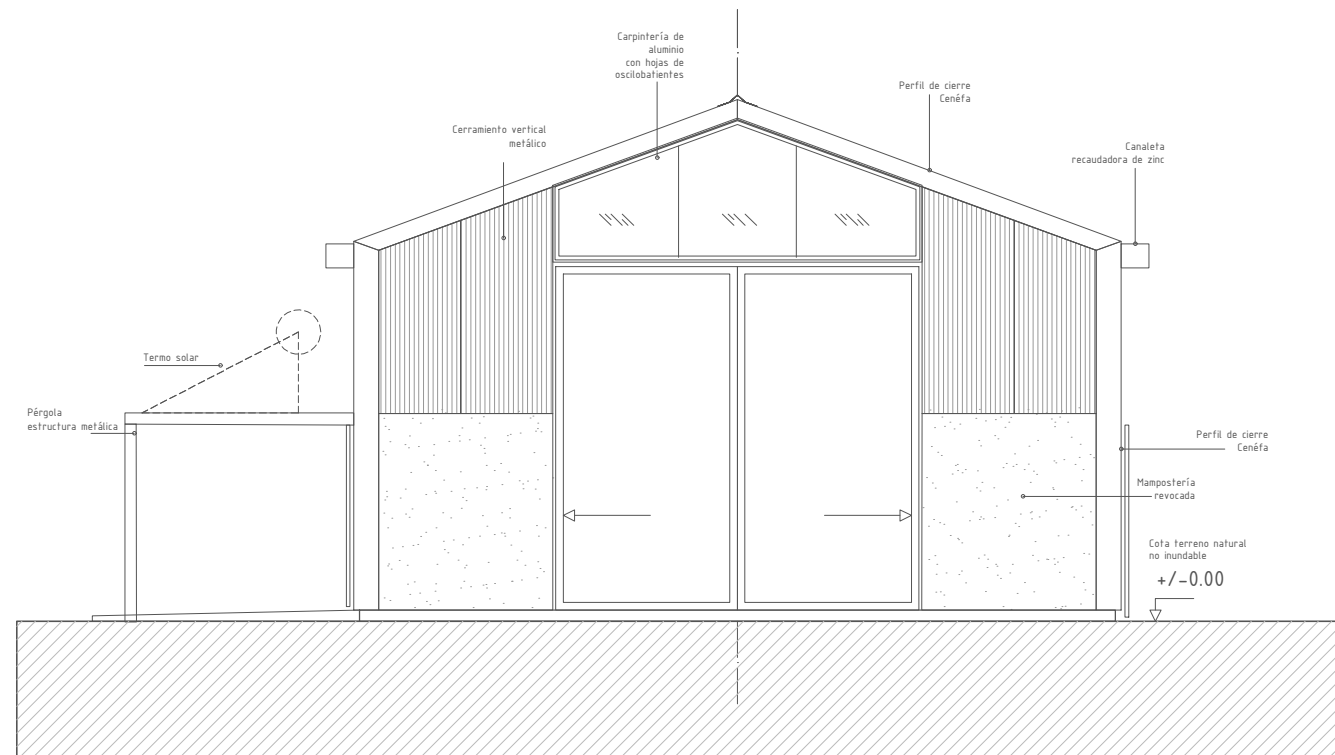 Carpintería de
aluminio
con hojas de
oscilobatientes
Perfil de cierre
Cenéfa
Cerramiento vertical
metálico
Canaleta
recaudadora de zinc
Termo solar
Pérgola
estructura metálica
Perfil de cierre
Cenéfa
Mampostería
revocada
Cota terreno natural
no inundable
+/-0.00